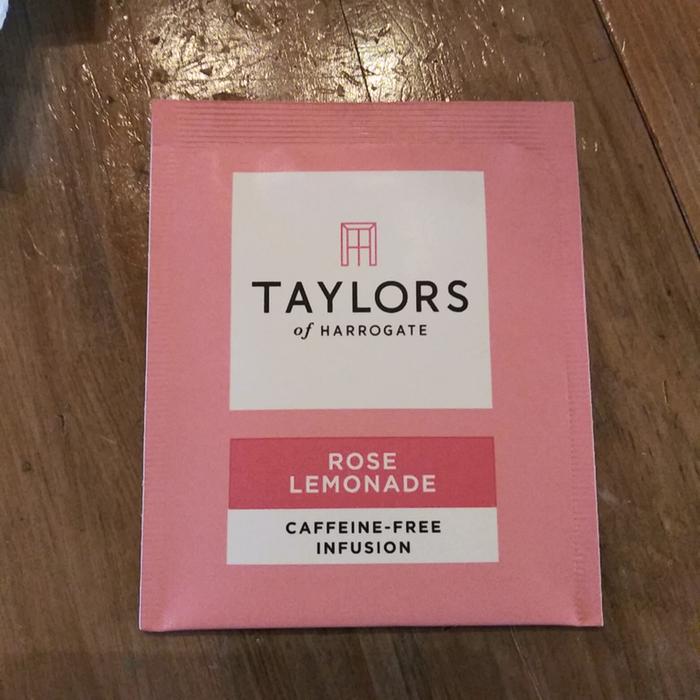 TAYLORS
of HARROGATE
ROSE
LEMONADE
CAFFEINE-FREE
INFUSION